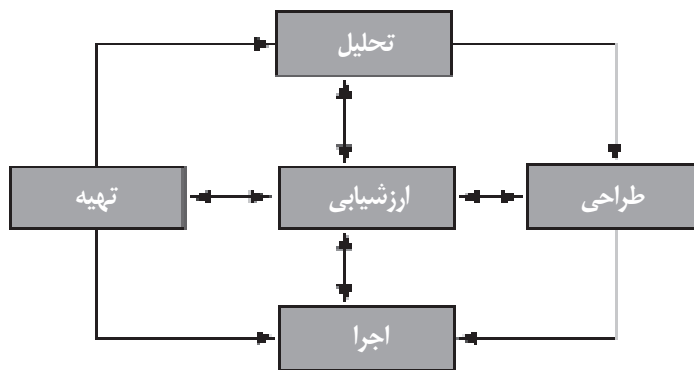 تحلیل
طراحی
ارزشیابی
تهیه
اجرا